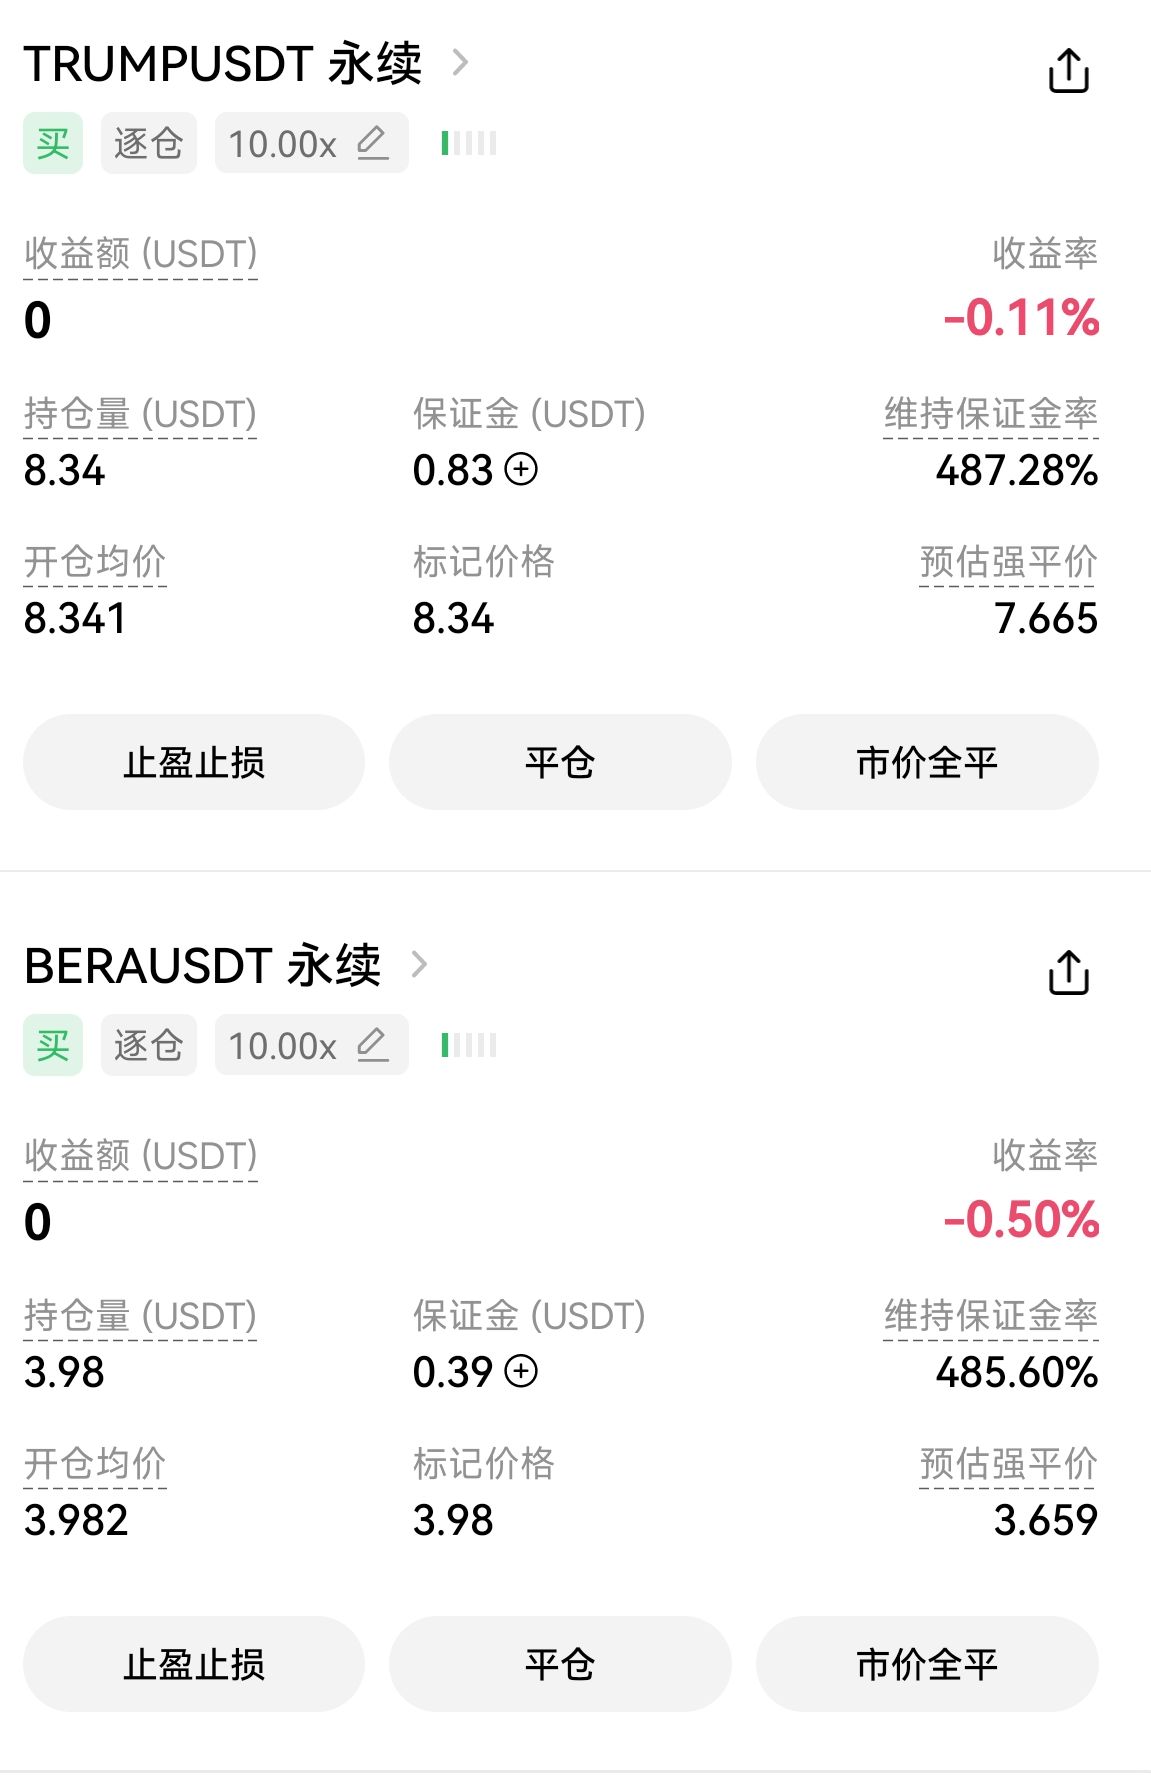 TRUMPUSDT 永续
买 逐仓 10.00x
收益额 (USDT) 收益率
0 -0.11%
持仓量 (USDT) 保证金 (USDT) 维持保证金率
8.34 0.83 487.28%
开仓均价 标记价格 预估强平价
8.341 8.34 7.665
止盈止损 平仓 市价全平
BERAUSDT 永续
买 逐仓 10.00x
收益额 (USDT) 收益率
0 -0.50%
持仓量 (USDT) 保证金 (USDT) 维持保证金率
3.98 0.39 485.60%
开仓均价 标记价格 预估强平价
3.982 3.98 3.659
止盈止损 平仓 市价全平